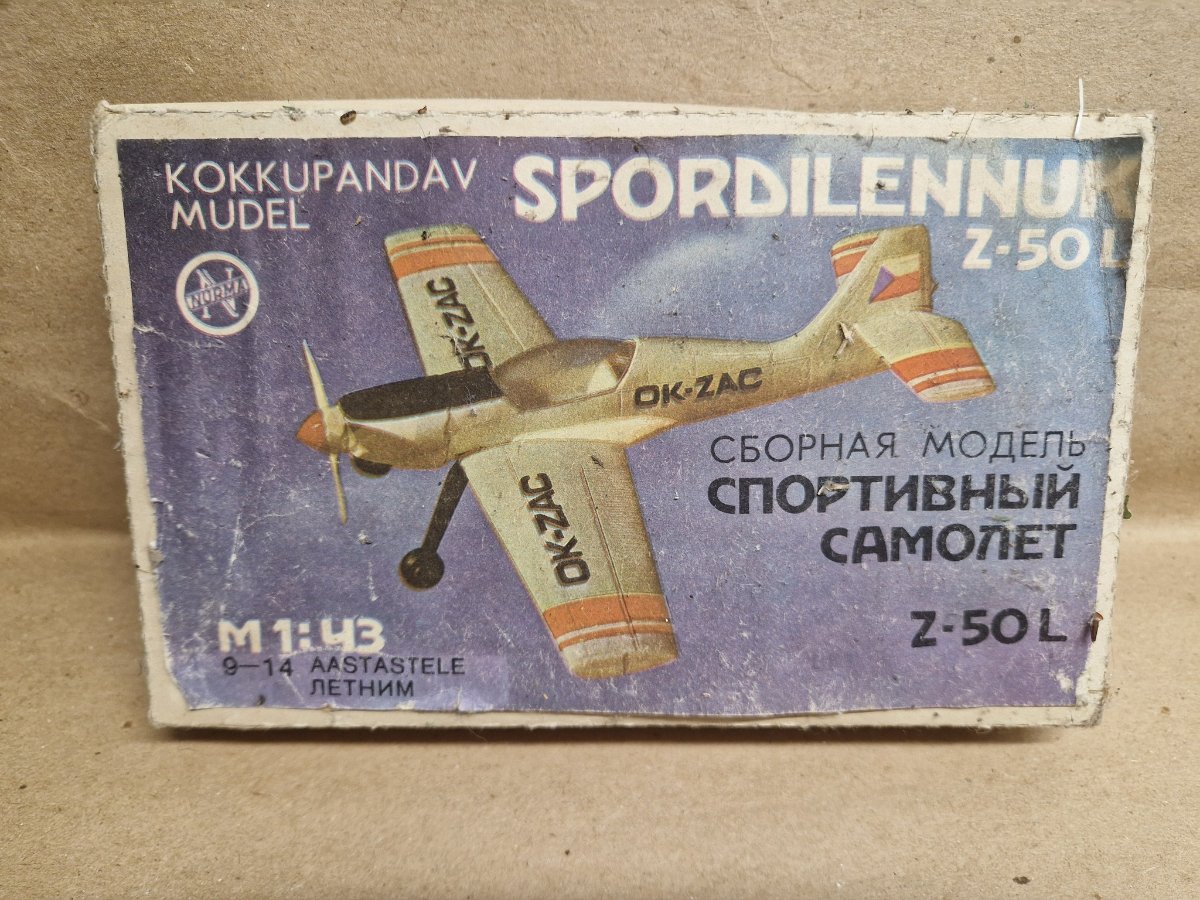 KOKKUPANDAV
MUDEL
NORMA
SPORDILENNUK
Z-50 L
OK-ZAC
OK-ZAC
OK-ZAC
СБОРНАЯ МОДЕЛЬ
СПОРТИВНЫЙ
САМОЛЕТ
Z-50 L
M 1:43
9-14 AASTASTELE
ЛЕТНИМ